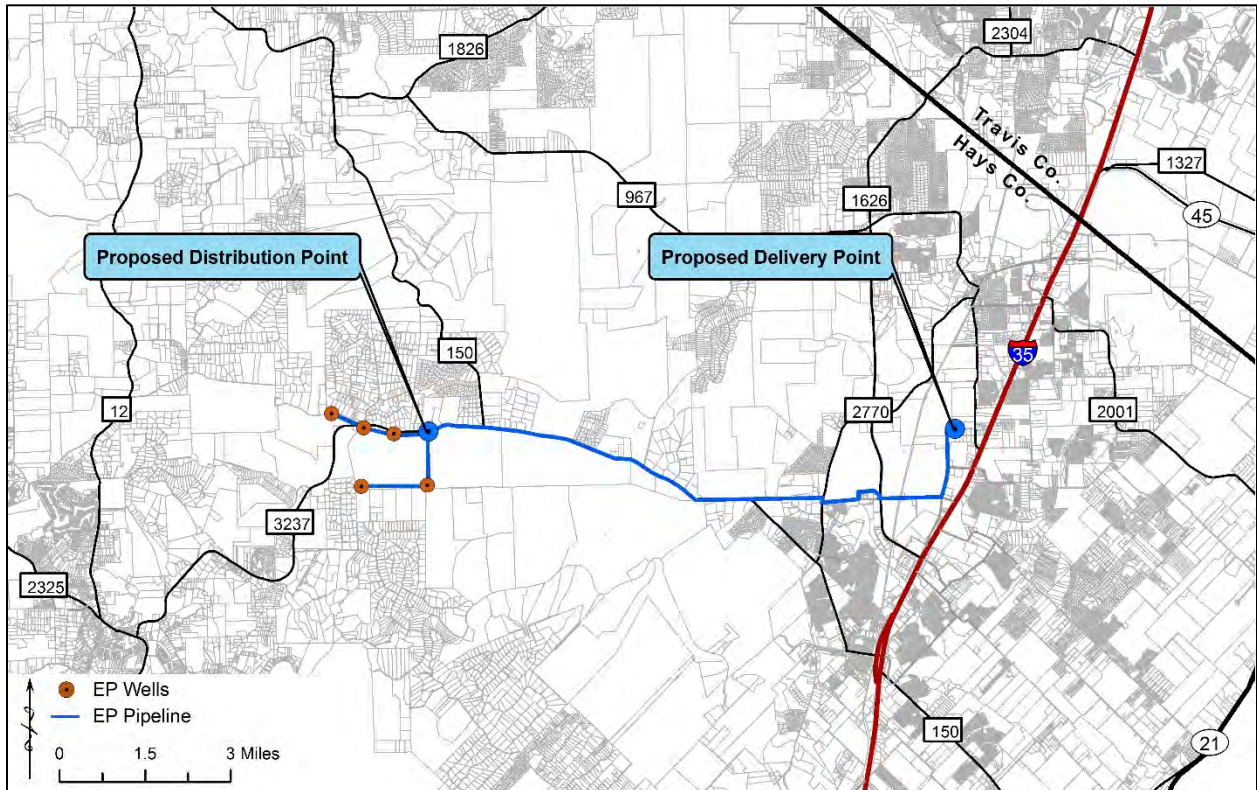 1826
2304
Travis Co.
Hays Co.
1327
45
967
1626
Proposed Distribution Point
Proposed Delivery Point
150
35
12
2770
2001
3237
2325
EP Wells
EP Pipeline
0 1.5 3 Miles
150
21